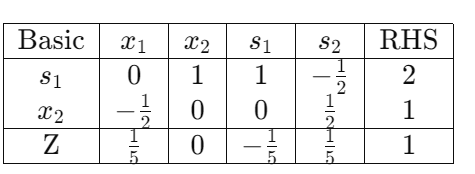 Basic x₁ x₂ s₁ s₂ RHS
s₁ 0 1 1 −1/2 2
x₂ −1/2 0 0 1/2 1
Z 1/5 0 −1/5 1/5 1